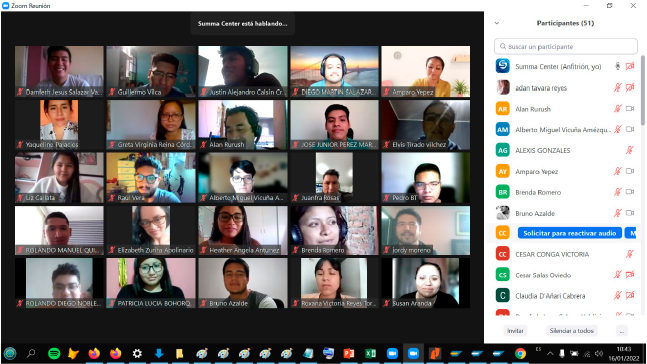 Zoom Reunión
Summa Center está hablando...
Damferh Jesus Salazar Va
Guillermo Vilca
Justin Alejandro Calsin Cr
DIEGO MARTIN SALAZAR
Amparo Yepez
Yaqueline Palacios
Greta Virginia Reina Córd
Alan Rurush
JOSE JUNIOR PEREZ MAR
Elvis Tirado vilchez
Liz Callata
Raul Vera
Alberto Miguel Vicuña A
Juanfra Rosas
Pedro BT
ROLANDO MANUEL QUI
Elizabeth Zurita Apolinario
Heather Angela Antunez
Brenda Romero
jordy moreno
ROLANDO DIEGO NOBLE
PATRICIA LUCIA BOHORQ
Bruno Azalde
Roxana Victoria Reyes Tor
Susan Aranda
Participantes (51)
Buscar un participante
Summa Center (Anfitrión, yo)
adan tavara reyes
AR Alan Rurush
AM Alberto Miguel Vicuña Amézqu...
AG ALEXIS GONZALES
AY Amparo Yepez
BR Brenda Romero
Bruno Azalde
CC Solicitar para reactivar audio M
CC CESAR CONGA VICTORIA
CS Cesar Salas Oviedo
C Claudia D'Añari Cabrera
Invitar Silenciar a todos ...
ES
10:43
16/01/2022